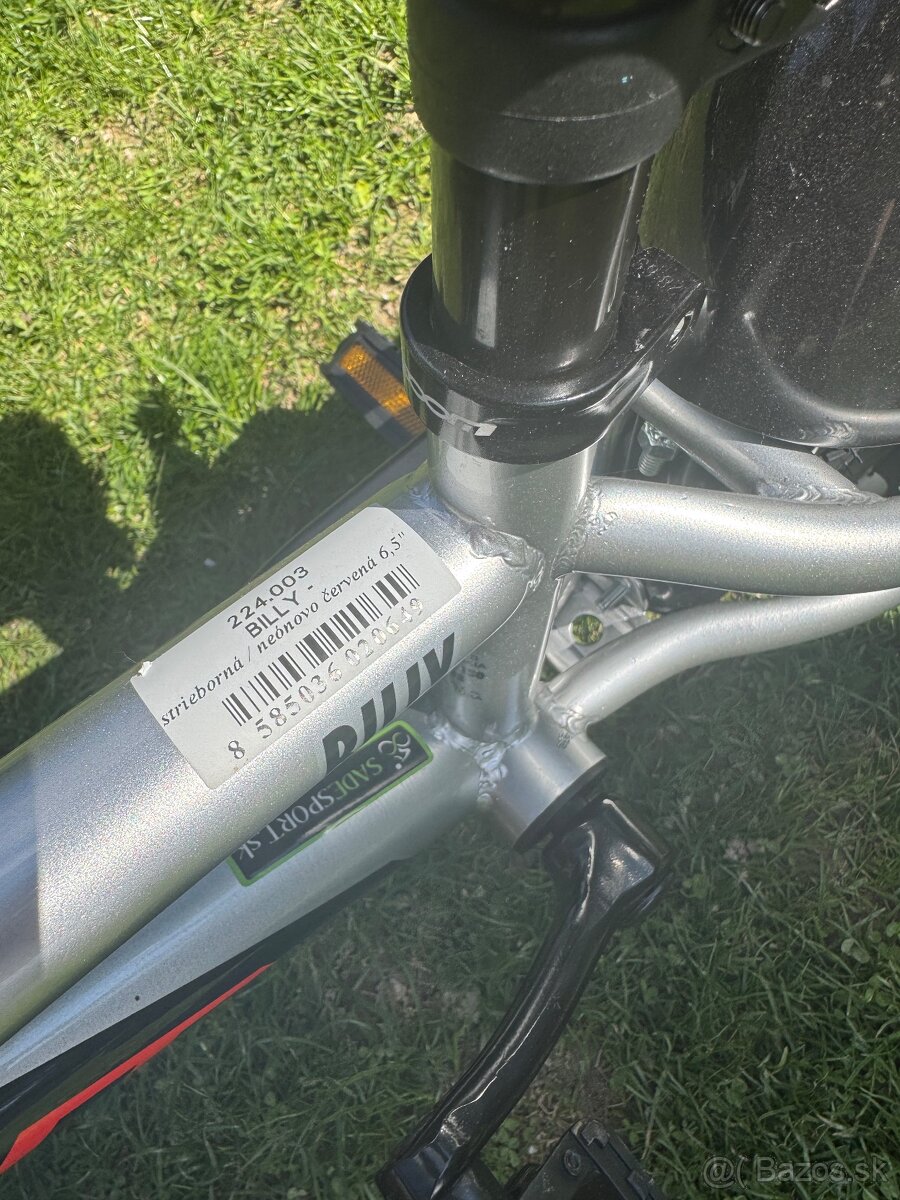 224.003
BILLY -
strieborná / neónovo červená 6,5"
8 585036 020649
BILLY
SADESPORT.sk
@( Bazos.sk